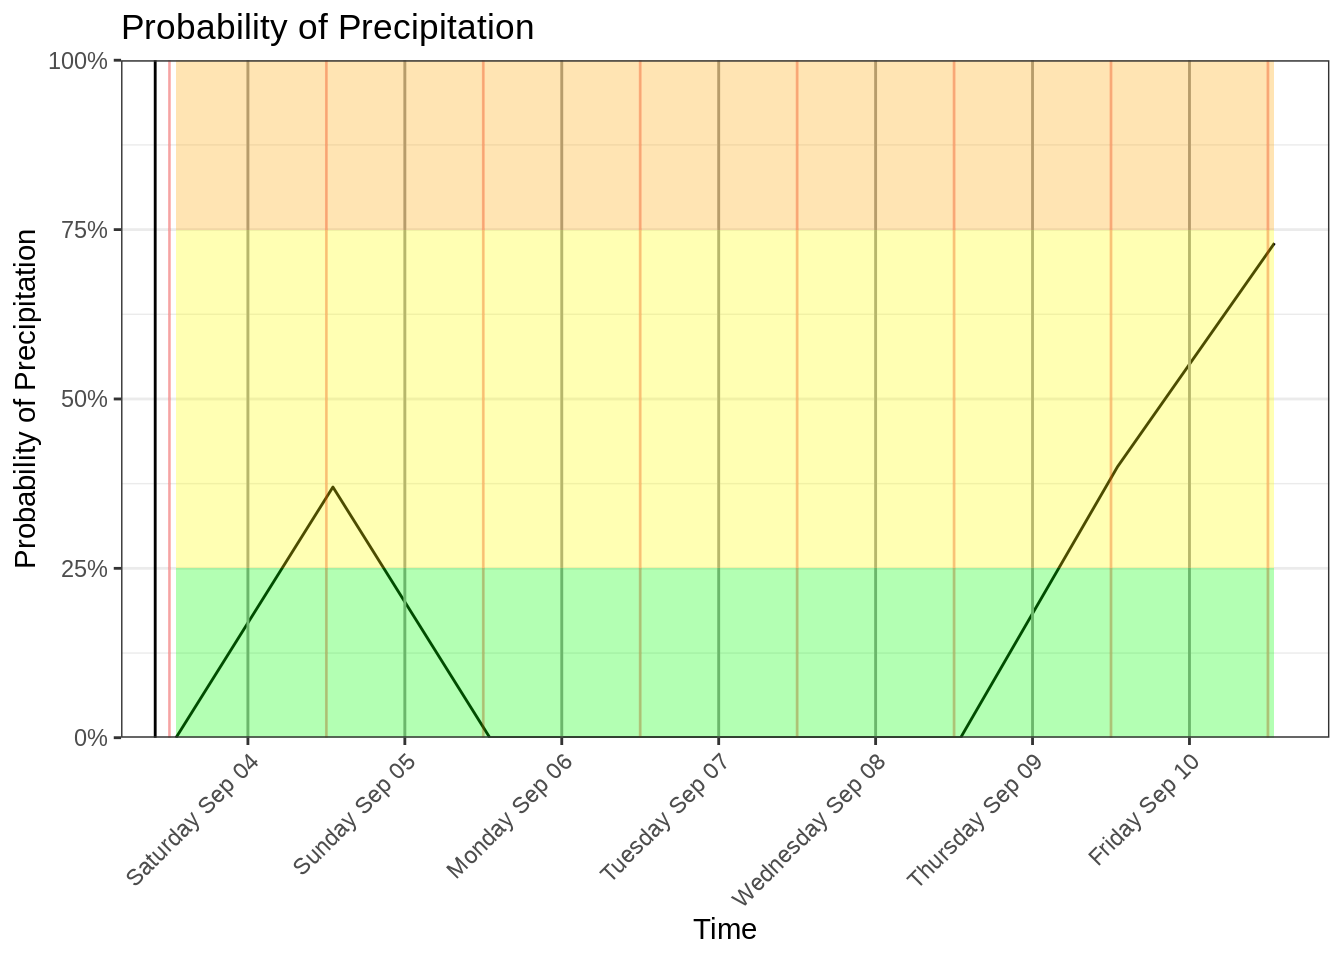 Probability of Precipitation
Probability of Precipitation
100%
75%
50%
25%
0%
Saturday Sep 04
Sunday Sep 05
Monday Sep 06
Tuesday Sep 07
Wednesday Sep 08
Thursday Sep 09
Friday Sep 10
Time